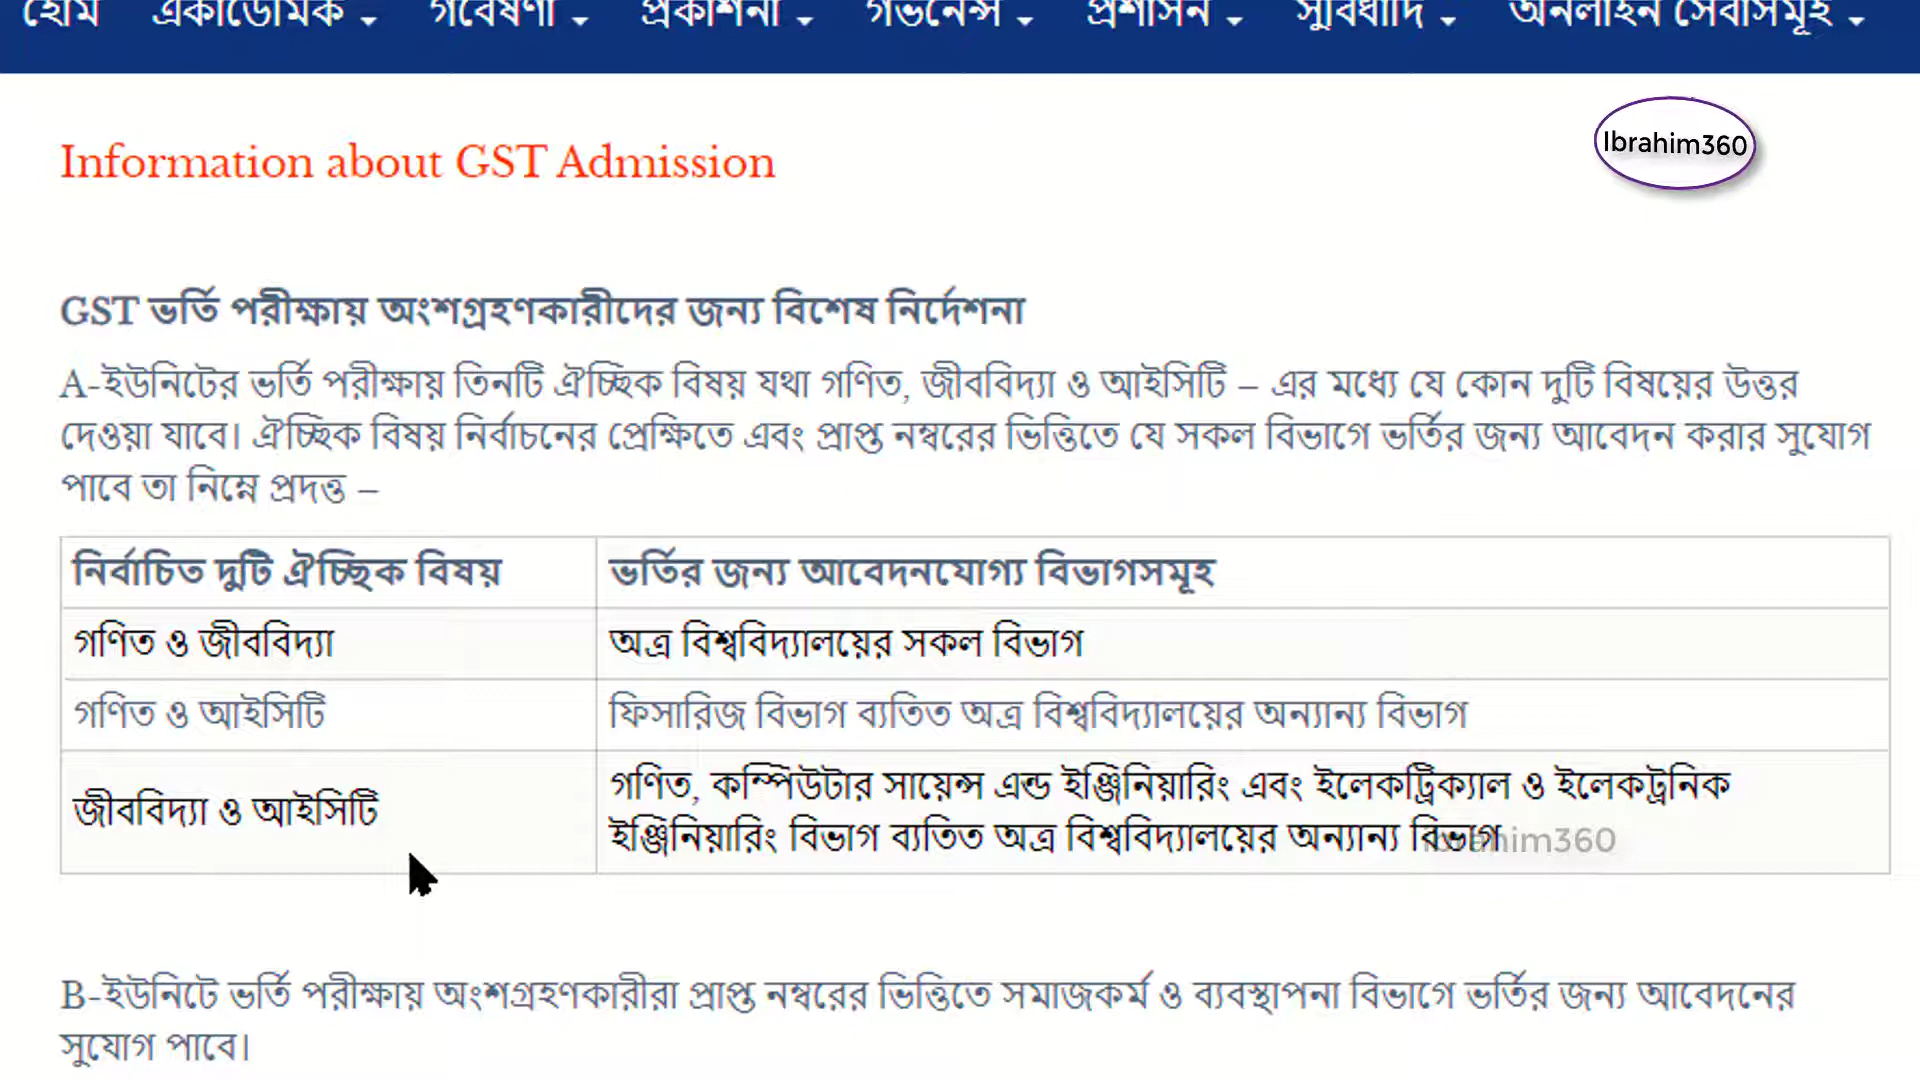 হোম একাডেমিক গবেষণা প্রকাশনা গভর্নেন্স প্রশাসন সুবিধাদি অনলাইন সেবাসমূহ
Ibrahim360
Information about GST Admission
GST ভর্তি পরীক্ষায় অংশগ্রহণকারীদের জন্য বিশেষ নির্দেশনা
A-ইউনিটের ভর্তি পরীক্ষায় তিনটি ঐচ্ছিক বিষয় যথা গণিত, জীববিদ্যা ও আইসিটি – এর মধ্যে যে কোন দুটি বিষয়ের উত্তর
দেওয়া যাবে। ঐচ্ছিক বিষয় নির্বাচনের প্রেক্ষিতে এবং প্রাপ্ত নম্বরের ভিত্তিতে যে সকল বিভাগে ভর্তির জন্য আবেদন করার সুযোগ
পাবে তা নিম্নে প্রদত্ত –
নির্বাচিত দুটি ঐচ্ছিক বিষয় ভর্তির জন্য আবেদনযোগ্য বিভাগসমূহ
গণিত ও জীববিদ্যা অত্র বিশ্ববিদ্যালয়ের সকল বিভাগ
গণিত ও আইসিটি ফিসারিজ বিভাগ ব্যতিত অত্র বিশ্ববিদ্যালয়ের অন্যান্য বিভাগ
জীববিদ্যা ও আইসিটি গণিত, কম্পিউটার সায়েন্স এন্ড ইঞ্জিনিয়ারিং এবং ইলেকট্রিক্যাল ও ইলেকট্রনিক
ইঞ্জিনিয়ারিং বিভাগ ব্যতিত অত্র বিশ্ববিদ্যালয়ের অন্যান্য বিভাগ
Ibrahim360
B-ইউনিটে ভর্তি পরীক্ষায় অংশগ্রহণকারীরা প্রাপ্ত নম্বরের ভিত্তিতে সমাজকর্ম ও ব্যবস্থাপনা বিভাগে ভর্তির জন্য আবেদনের
সুযোগ পাবে।